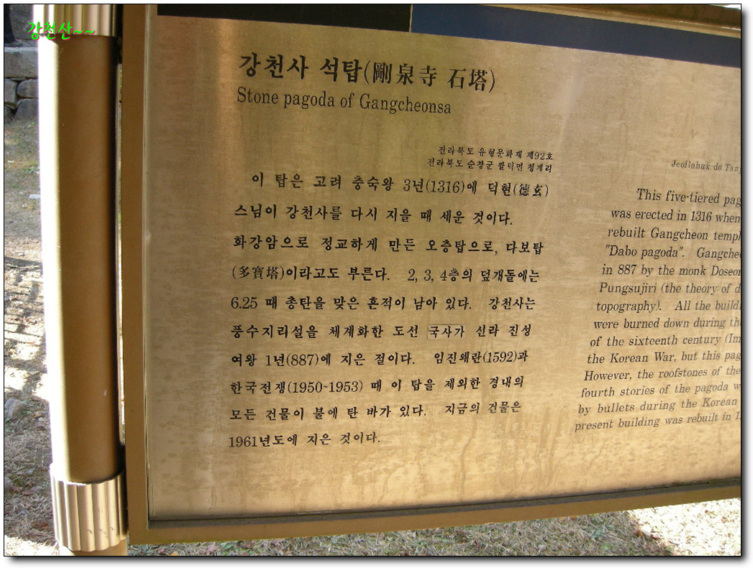 강천산~~
강천사 석탑(剛泉寺 石塔)
Stone pagoda of Gangcheonsa
전라북도 유형문화재 제92호
전라북도 순창군 팔덕면 청계리
이 탑은 고려 충숙왕 3년(1316)에 덕현(德玄)
스님이 강천사를 다시 지을 때 세운 것이다.
화강암으로 정교하게 만든 오층탑으로, 다보탑
(多寶塔)이라고도 부른다. 2, 3, 4층의 덮개돌에는
6.25 때 총탄을 맞은 흔적이 남아 있다. 강천사는
풍수지리설을 체계화한 도선 국사가 신라 진성
여왕 1년(887)에 지은 절이다. 임진왜란(1592)과
한국전쟁(1950-1953) 때 이 탑을 제외한 경내의
모든 건물이 불에 탄 바가 있다. 지금의 건물은
1961년도에 지은 것이다.
Jeollabuk do Tang
This five-tiered pag
was erected in 1316 when
rebuilt Gangcheon templ
"Dabo pagoda". Gangche
in 887 by the monk Doseon
Pungsujiri (the theory of d
topography). All the build
were burned down during th
of the sixteenth century (Im
the Korean War, but this pag
However, the roofstones of the
fourth stories of the pagoda w
by bullets during the Korean
present building was rebuilt in